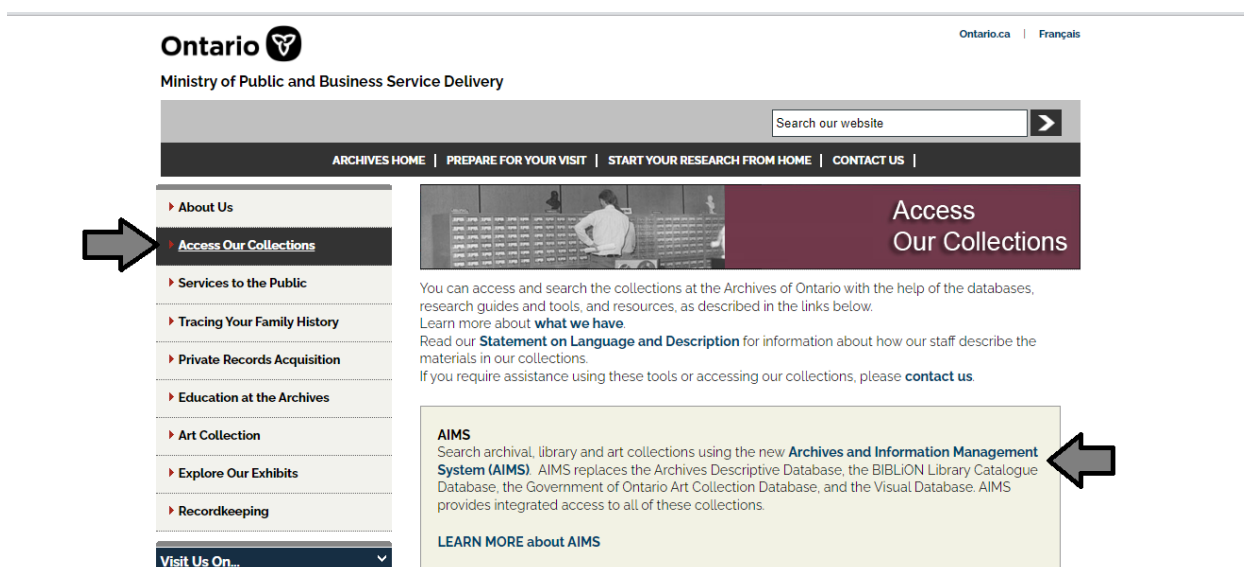 Ontario
Ontario.ca | Français
Ministry of Public and Business Service Delivery
Search our website
ARCHIVES HOME | PREPARE FOR YOUR VISIT | START YOUR RESEARCH FROM HOME | CONTACT US |
About Us
Access Our Collections
Services to the Public
Tracing Your Family History
Private Records Acquisition
Education at the Archives
Art Collection
Explore Our Exhibits
Recordkeeping
Visit Us On...
Access
Our Collections
You can access and search the collections at the Archives of Ontario with the help of the databases,
research guides and tools, and resources, as described in the links below.
Learn more about what we have.
Read our Statement on Language and Description for information about how our staff describe the
materials in our collections.
If you require assistance using these tools or accessing our collections, please contact us.
AIMS
Search archival, library and art collections using the new Archives and Information Management
System (AIMS). AIMS replaces the Archives Descriptive Database, the BIBLiON Library Catalogue
Database, the Government of Ontario Art Collection Database, and the Visual Database. AIMS
provides integrated access to all of these collections.
LEARN MORE about AIMS